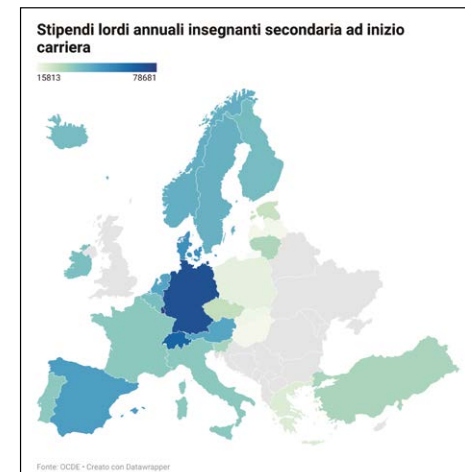 Stipendi lordi annuali insegnanti secondaria ad inizio
carriera
15813 78681
Fonte: OCDE • Creato con Datawrapper